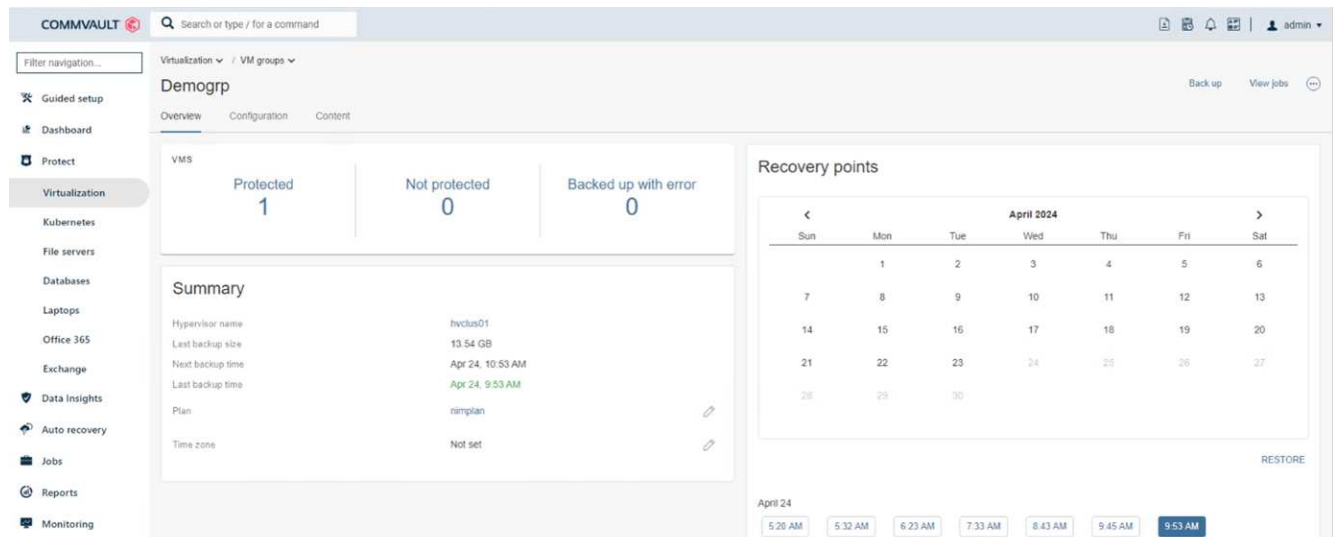 COMMVAULT
Search or type / for a command
admin
Filter navigation...
Guided setup
Dashboard
Protect
Virtualization
Kubernetes
File servers
Databases
Laptops
Office 365
Exchange
Data Insights
Auto recovery
Jobs
Reports
Monitoring
Virtualization / VM groups
Demogrp
Back up View jobs
Overview Configuration Content
VMS
Protected Not protected Backed up with error
1 0 0
Summary
Hypervisor name hvclus01
Last backup size 13.54 GB
Next backup time Apr 24, 10:53 AM
Last backup time Apr 24, 9:53 AM
Plan nimplan
Time zone Not set
Recovery points
April 2024
Sun Mon Tue Wed Thu Fri Sat
1 2 3 4 5 6
7 8 9 10 11 12 13
14 15 16 17 18 19 20
21 22 23 24 25 26 27
28 29 30
RESTORE
April 24
5:20 AM 5:32 AM 6:23 AM 7:33 AM 8:43 AM 9:45 AM 9:53 AM